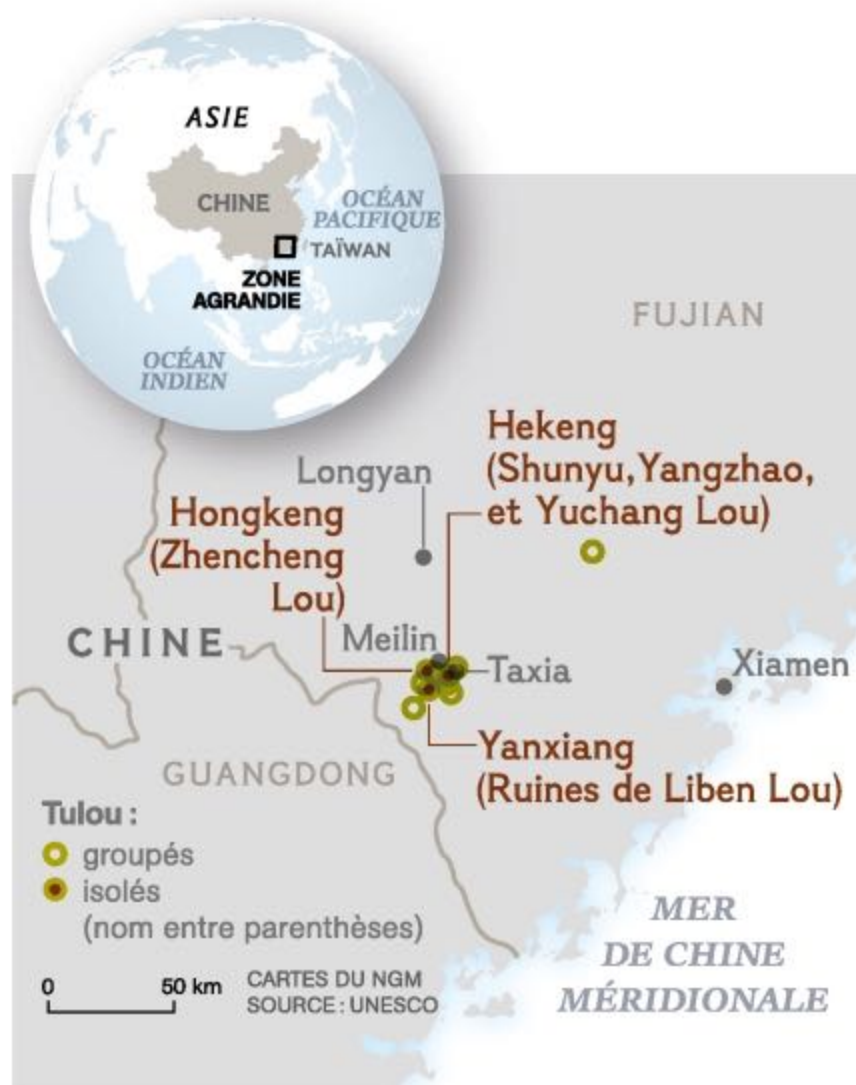 ASIE
CHINE
OCÉAN
PACIFIQUE
TAÏWAN
ZONE
AGRANDIE
OCÉAN
INDIEN
FUJIAN
Hekeng
(Shunyu, Yangzhao,
et Yuchang Lou)
Longyan
Hongkeng
(Zhencheng
Lou)
CHINE
Meilin
Taxia
Xiamen
Yanxiang
(Ruines de Liben Lou)
GUANGDONG
Tulou :
groupés
isolés
(nom entre parenthèses)
0 50 km
CARTES DU NGM
SOURCE : UNESCO
MER
DE CHINE
MÉRIDIONALE